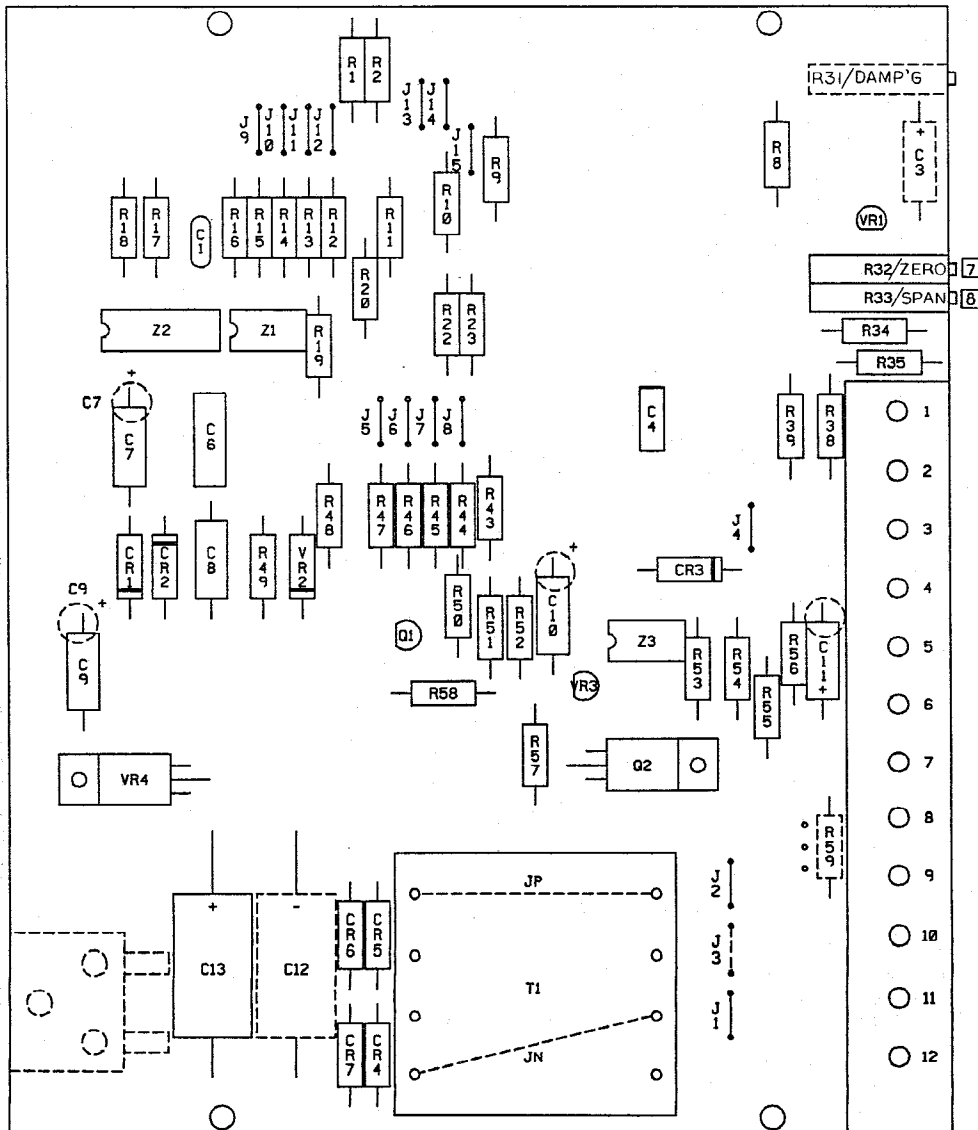 R1
R2
R31/DAMP'G
J13
J14
J9
J10
J11
J12
J15
R9
R8
+
C3
R10
R18
R17
C1
R16
R15
R14
R13
R12
R11
VR1
R20
R32/ZERO
7
R33/SPAN
8
Z2
Z1
R19
R22
R23
R34
R35
+
C7
C7
C6
J5
J6
J7
J8
C4
R39
R38
1
2
R48
R47
R46
R45
R44
R43
J4
3
CR1
CR2
C8
R49
VR2
+
CR3
C9
+
R50
C10
4
Q1
R51
R52
Z3
R53
R54
R56
C11
+
5
C9
R58
VR3
R55
6
VR4
R57
Q2
7
R59
8
JP
J2
9
+
-
CR6
CR5
J3
10
C13
C12
T1
J1
11
CR7
CR4
JN
12